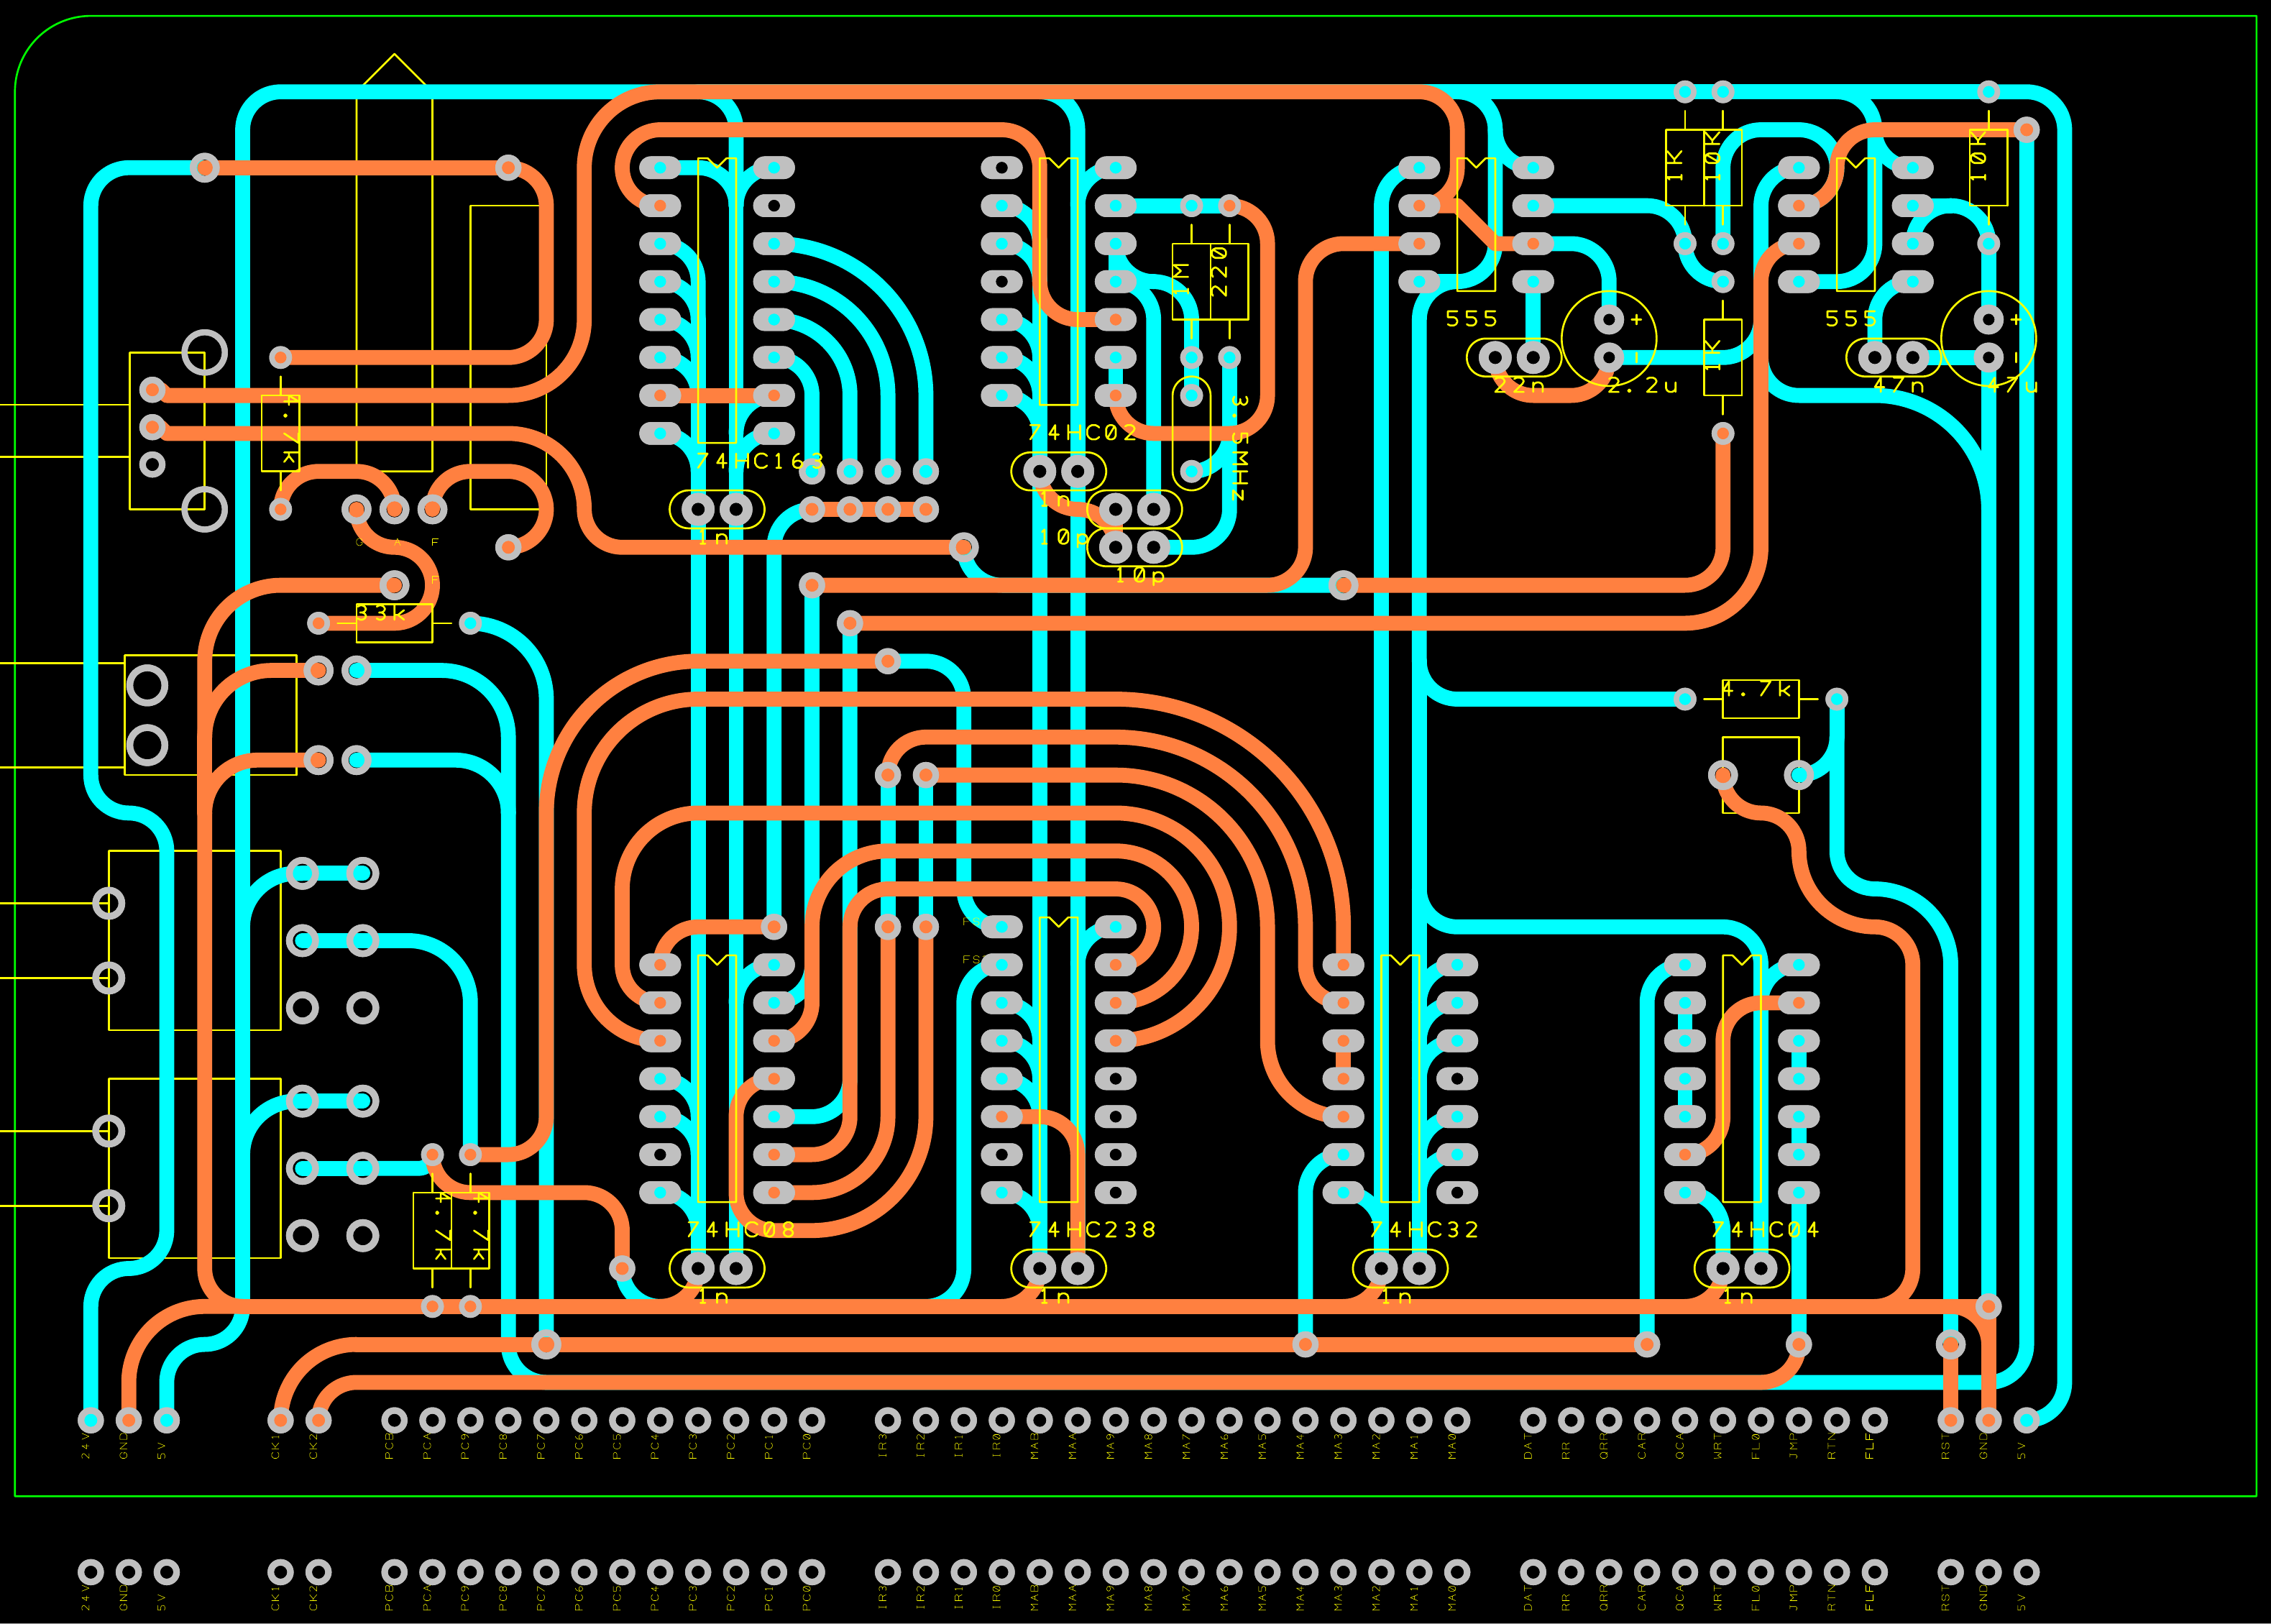 1K
10K
10K
1M
220
555
555
22n
2.2u
1K
47n
47u
4.7k
74HC02
74HC163
3.5MHz
1n
1n
10p
10p
G A F
F
33k
4.7k
FS
FS
4.7k
4.7k
74HC08
74HC238
74HC32
74HC04
1n
1n
1n
1n
24V GND 5V CK1 CK2 PCB PCA PC9 PC8 PC7 PC6 PC5 PC4 PC3 PC2 PC1 PC0 IR3 IR2 IR1 IR0 MAB MAA MA9 MA8 MA7 MA6 MA5 MA4 MA3 MA2 MA1 MA0 DAT RR QRR CAR QCA WRT FL0 JMP RTN FLF RST GND 5V
24V GND 5V CK1 CK2 PCB PCA PC9 PC8 PC7 PC6 PC5 PC4 PC3 PC2 PC1 PC0 IR3 IR2 IR1 IR0 MAB MAA MA9 MA8 MA7 MA6 MA5 MA4 MA3 MA2 MA1 MA0 DAT RR QRR CAR QCA WRT FL0 JMP RTN FLF RST GND 5V